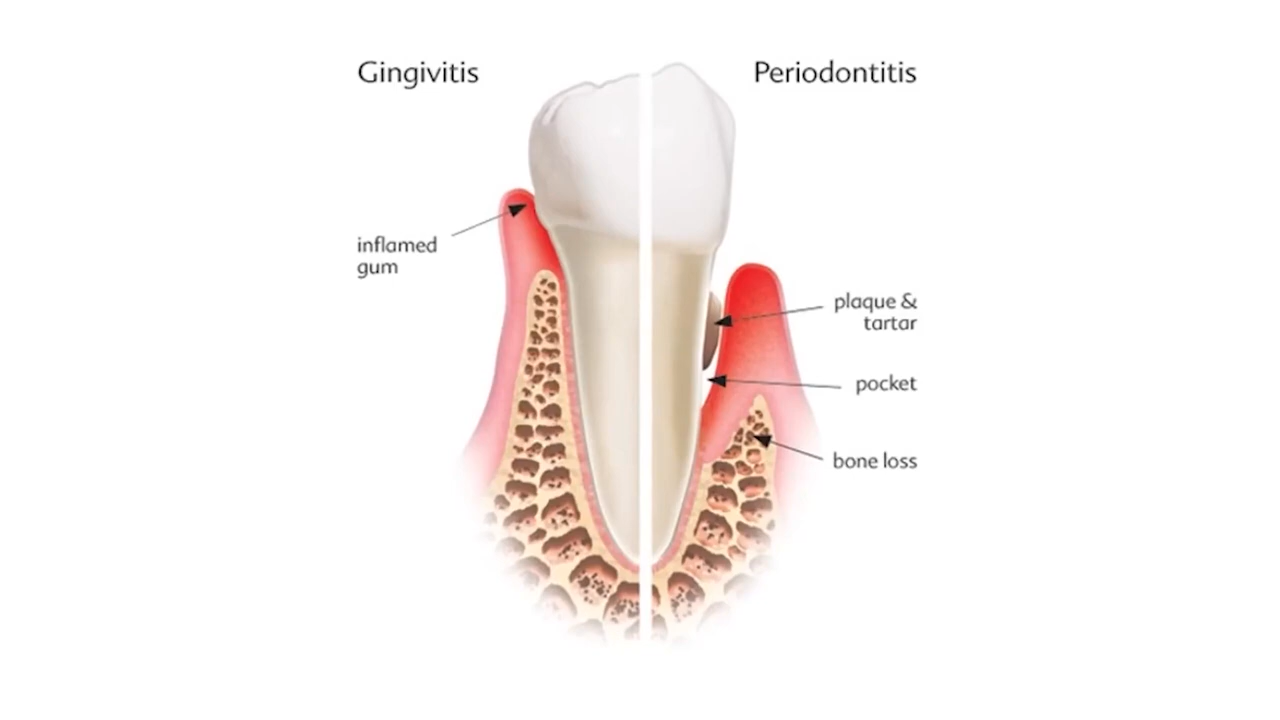 Gingivitis
Periodontitis
inflamed
gum
plaque &
tartar
pocket
bone loss